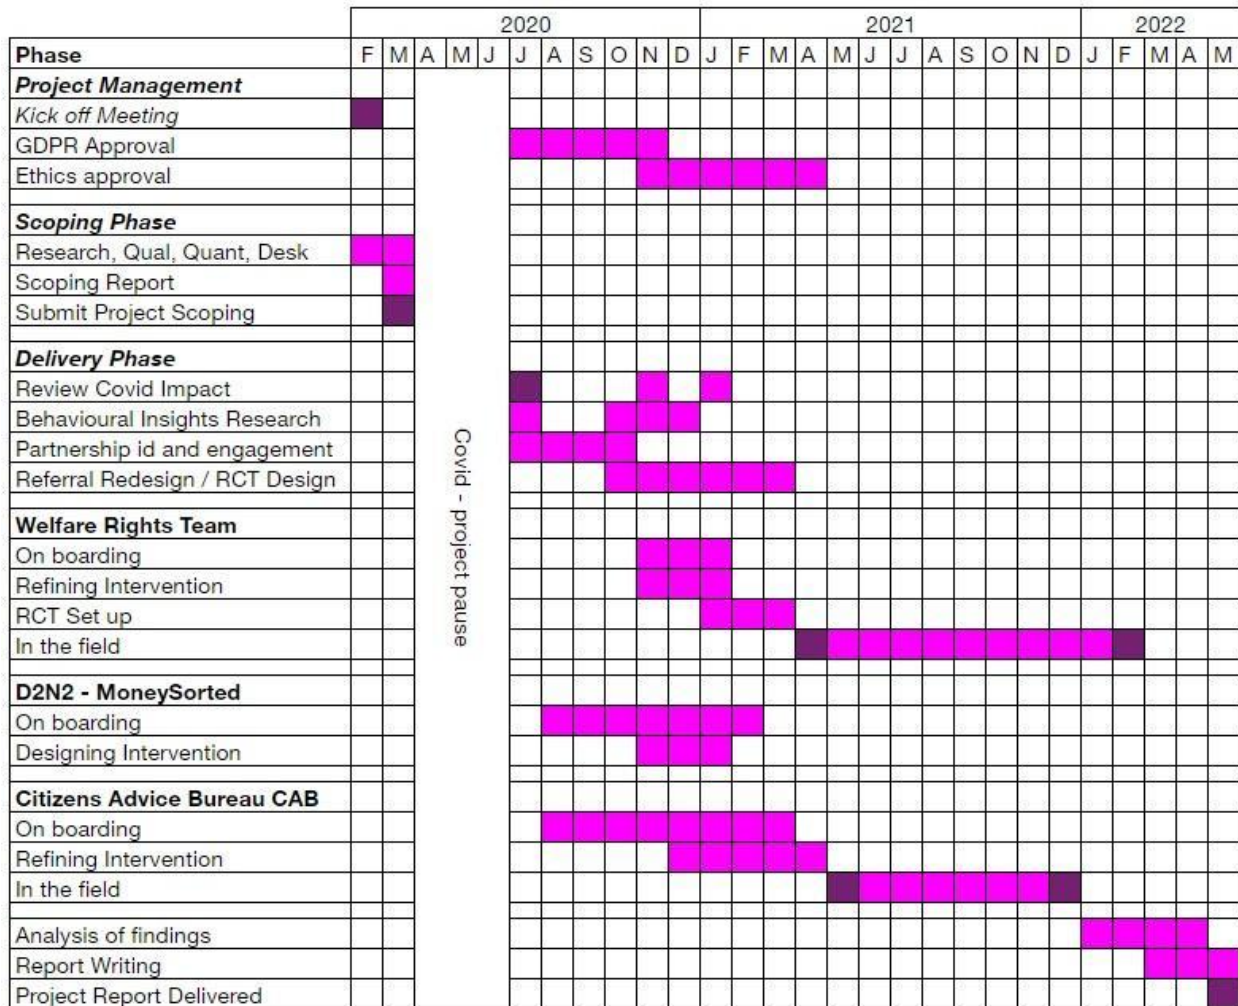 2020 2021 2022
Phase F M A M J J A S O N D J F M A M J J A S O N D J F M A M
Project Management
Kick off Meeting
GDPR Approval
Ethics approval
Scoping Phase
Research, Qual, Quant, Desk
Scoping Report
Submit Project Scoping
Delivery Phase
Review Covid Impact
Behavioural Insights Research
Partnership id and engagement
Referral Redesign / RCT Design
Covid - project pause
Welfare Rights Team
On boarding
Refining Intervention
RCT Set up
In the field
D2N2 - MoneySorted
On boarding
Designing Intervention
Citizens Advice Bureau CAB
On boarding
Refining Intervention
In the field
Analysis of findings
Report Writing
Project Report Delivered